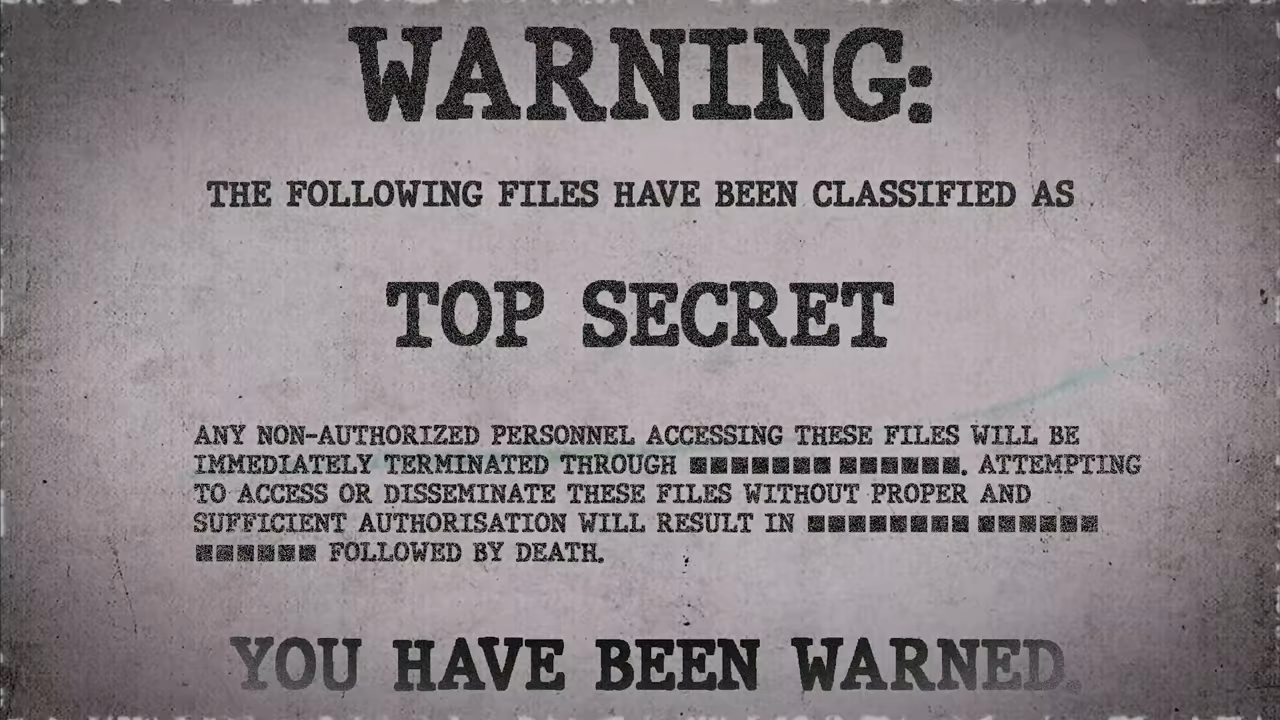 WARNING:
THE FOLLOWING FILES HAVE BEEN CLASSIFIED AS
TOP SECRET
ANY NON-AUTHORIZED PERSONNEL ACCESSING THESE FILES WILL BE
IMMEDIATELY TERMINATED THROUGH ■■■■■■■ ■■■■■■. ATTEMPTING
TO ACCESS OR DISSEMINATE THESE FILES WITHOUT PROPER AND
SUFFICIENT AUTHORISATION WILL RESULT IN ■■■■■■■■ ■■■■■■
■■■■■■ FOLLOWED BY DEATH.
YOU HAVE BEEN WARNED.